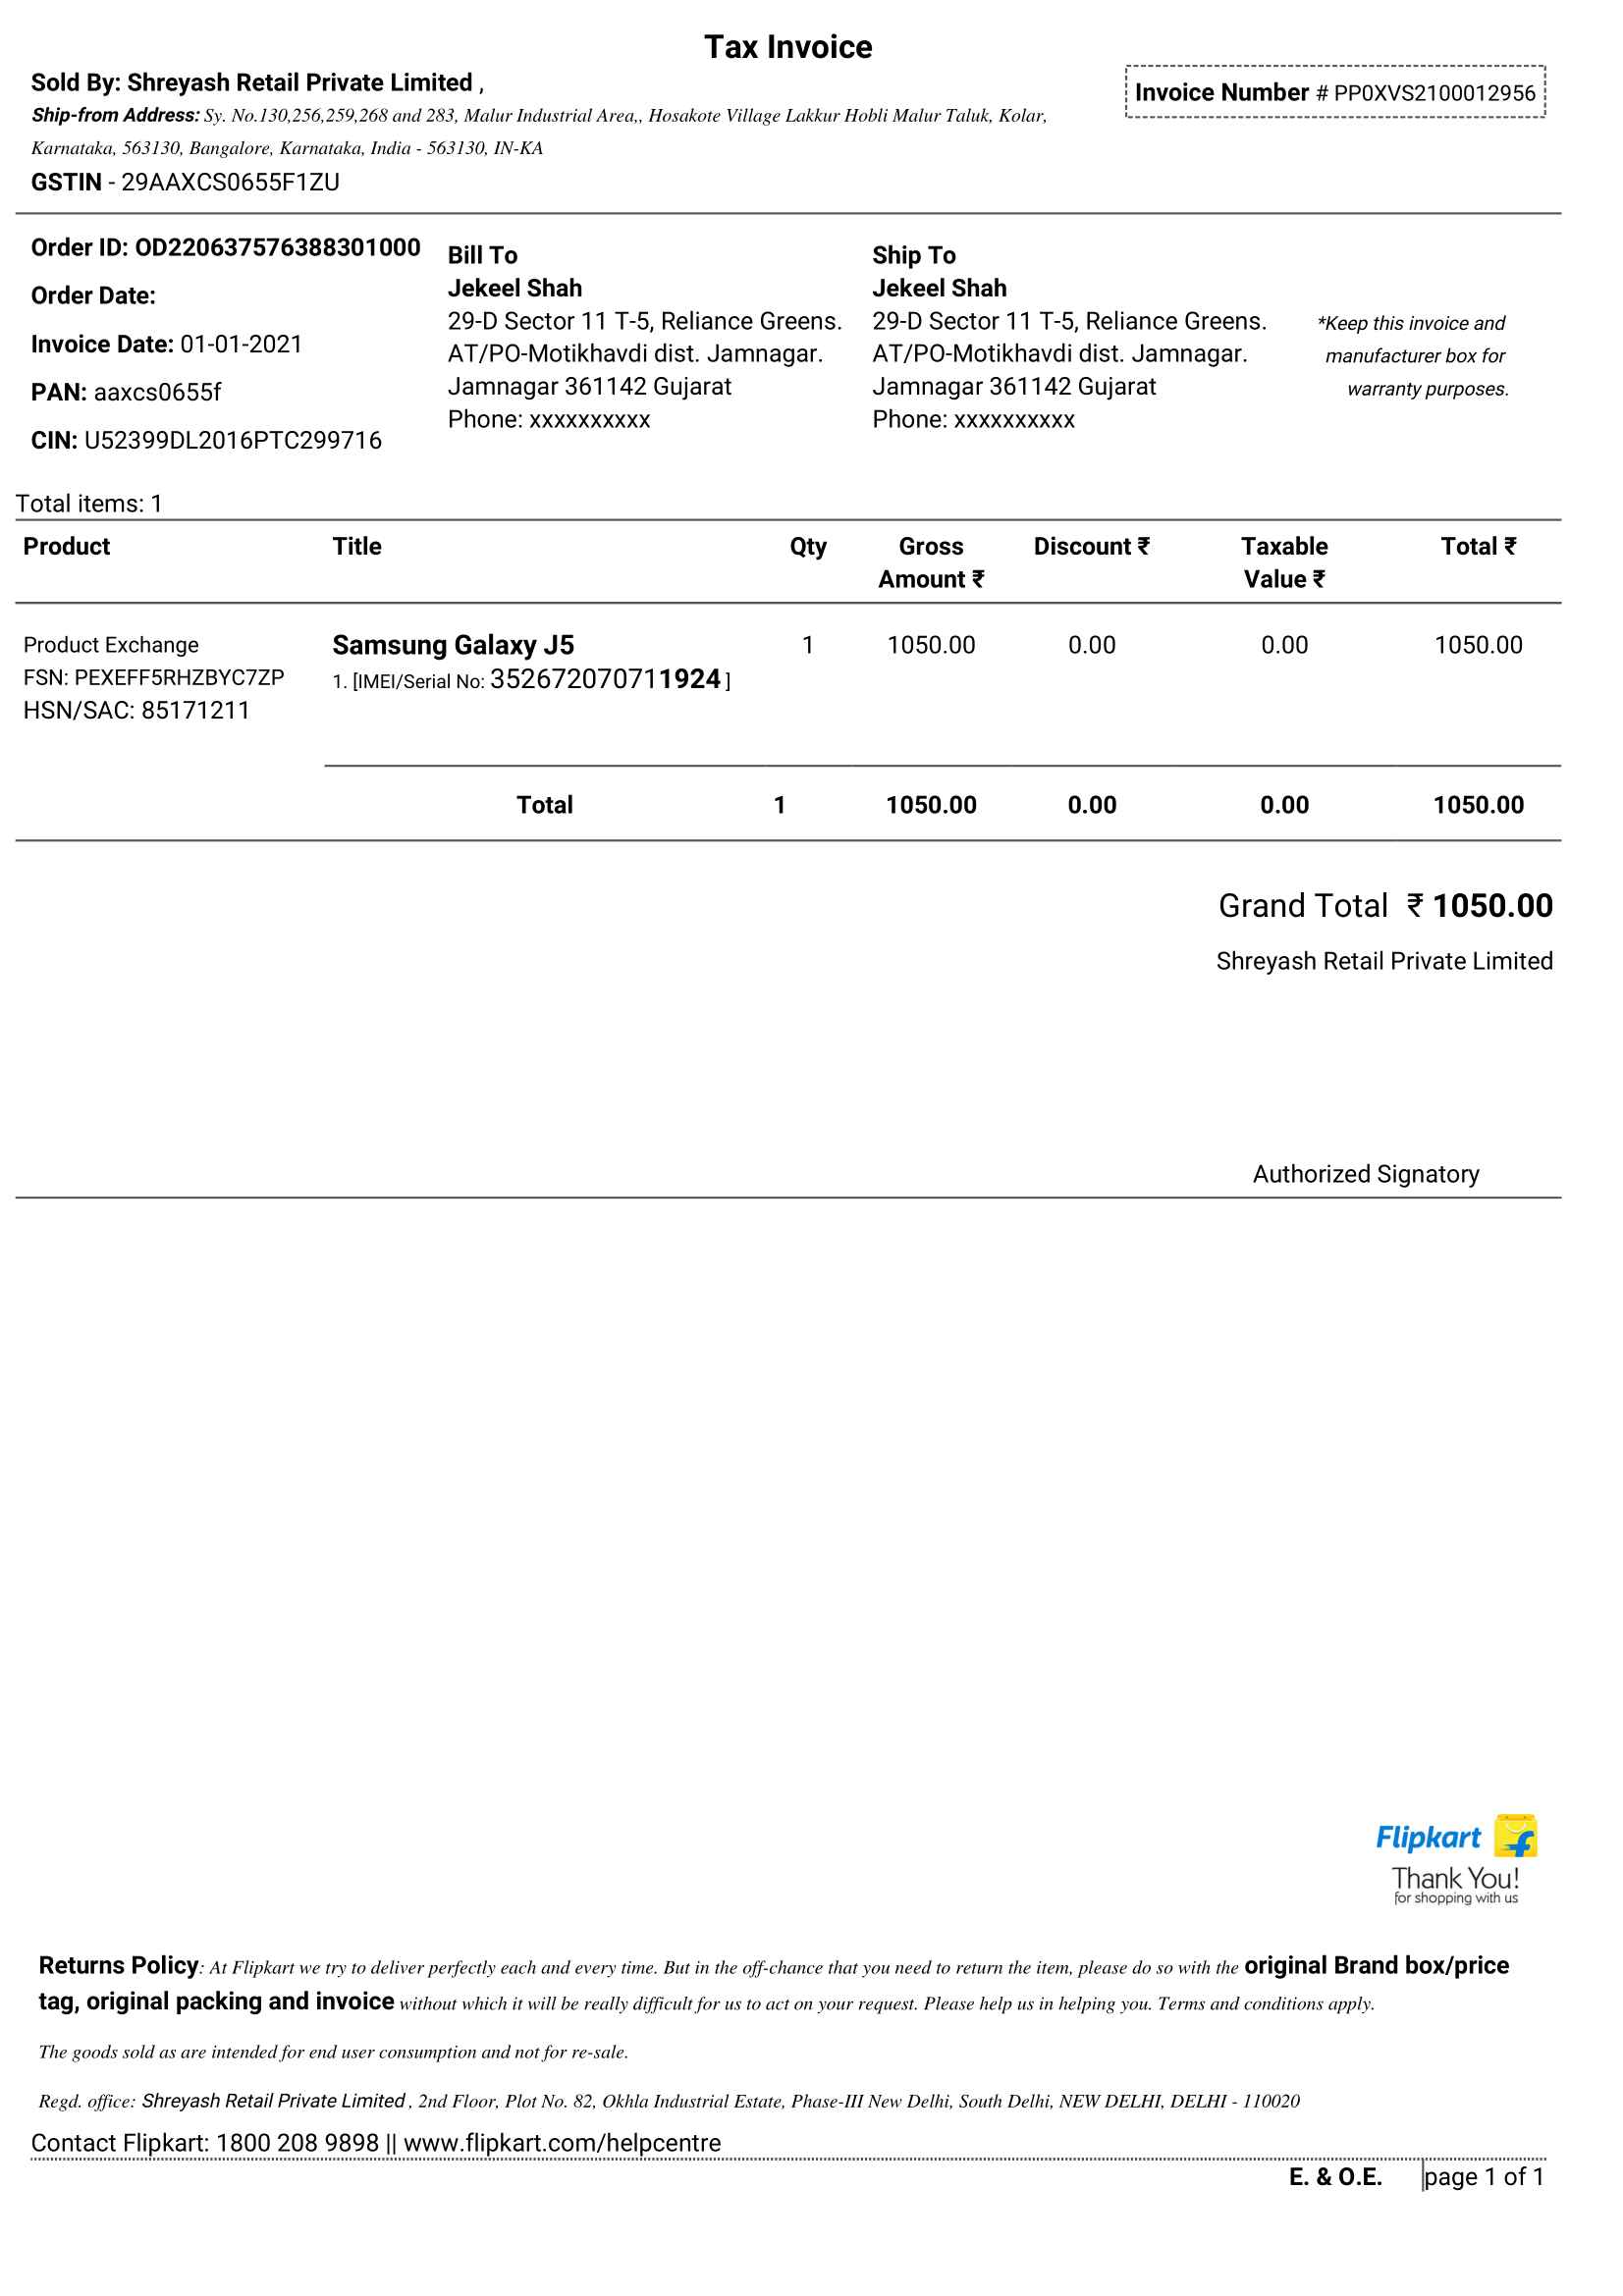 Tax Invoice
Sold By: Shreyash Retail Private Limited ,
Invoice Number # PP0XVS2100012956
Ship-from Address: Sy. No.130,256,259,268 and 283, Malur Industrial Area,, Hosakote Village Lakkur Hobli Malur Taluk, Kolar,
Karnataka, 563130, Bangalore, Karnataka, India - 563130, IN-KA
GSTIN - 29AAXCS0655F1ZU
Order ID: OD220637576388301000
Order Date:
Invoice Date: 01-01-2021
PAN: aaxcs0655f
CIN: U52399DL2016PTC299716
Bill To
Jekeel Shah
29-D Sector 11 T-5, Reliance Greens.
AT/PO-Motikhavdi dist. Jamnagar.
Jamnagar 361142 Gujarat
Phone: xxxxxxxxxx
Ship To
Jekeel Shah
29-D Sector 11 T-5, Reliance Greens.
AT/PO-Motikhavdi dist. Jamnagar.
Jamnagar 361142 Gujarat
Phone: xxxxxxxxxx
*Keep this invoice and
manufacturer box for
warranty purposes.
Total items: 1
Product Title Qty Gross Amount ₹ Discount ₹ Taxable Value ₹ Total ₹
Product Exchange Samsung Galaxy J5 1 1050.00 0.00 0.00 1050.00
FSN: PEXEFF5RHZBYC7ZP 1. [IMEI/Serial No: 352672070711924 ]
HSN/SAC: 85171211
Total 1 1050.00 0.00 0.00 1050.00
Grand Total ₹ 1050.00
Shreyash Retail Private Limited
Authorized Signatory
Flipkart
Thank You!
for shopping with us
Returns Policy: At Flipkart we try to deliver perfectly each and every time. But in the off-chance that you need to return the item, please do so with the original Brand box/price
tag, original packing and invoice without which it will be really difficult for us to act on your request. Please help us in helping you. Terms and conditions apply.
The goods sold as are intended for end user consumption and not for re-sale.
Regd. office: Shreyash Retail Private Limited , 2nd Floor, Plot No. 82, Okhla Industrial Estate, Phase-III New Delhi, South Delhi, NEW DELHI, DELHI - 110020
Contact Flipkart: 1800 208 9898 || www.flipkart.com/helpcentre
E. & O.E. page 1 of 1